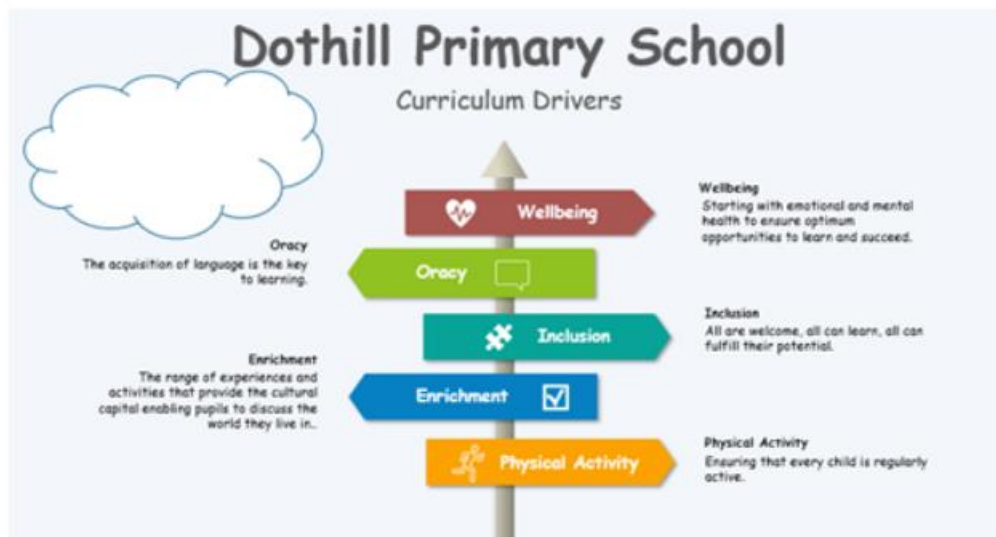 Dothill Primary School
Curriculum Drivers
Wellbeing
Wellbeing
Starting with emotional and mental
health to ensure optimum
opportunities to learn and succeed.
Oracy
The acquisition of language is the key
to learning.
Oracy
Inclusion
Inclusion
All are welcome, all can learn, all can
fulfill their potential.
Enrichment
The range of experiences and
activities that provide the cultural
capital enabling pupils to discuss the
world they live in..
Enrichment
Physical Activity
Physical Activity
Ensuring that every child is regularly
active.